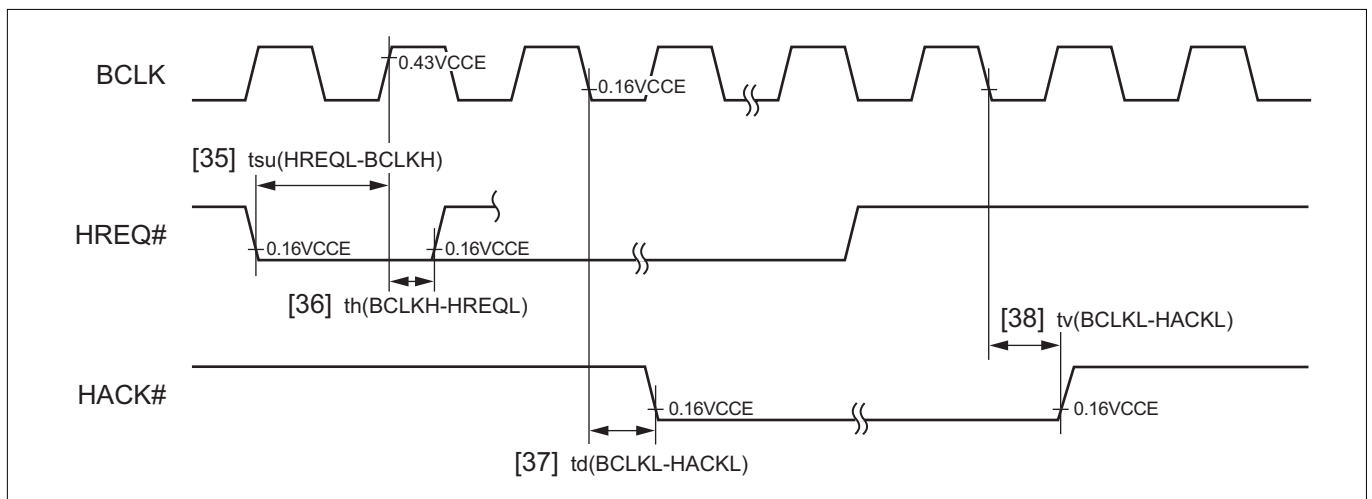 BCLK
0.43VCCE
0.16VCCE
[35] tsu(HREQL-BCLKH)
HREQ#
0.16VCCE
0.16VCCE
[36] th(BCLKH-HREQL)
[38] tv(BCLKL-HACKL)
HACK#
0.16VCCE
0.16VCCE
[37] td(BCLKL-HACKL)